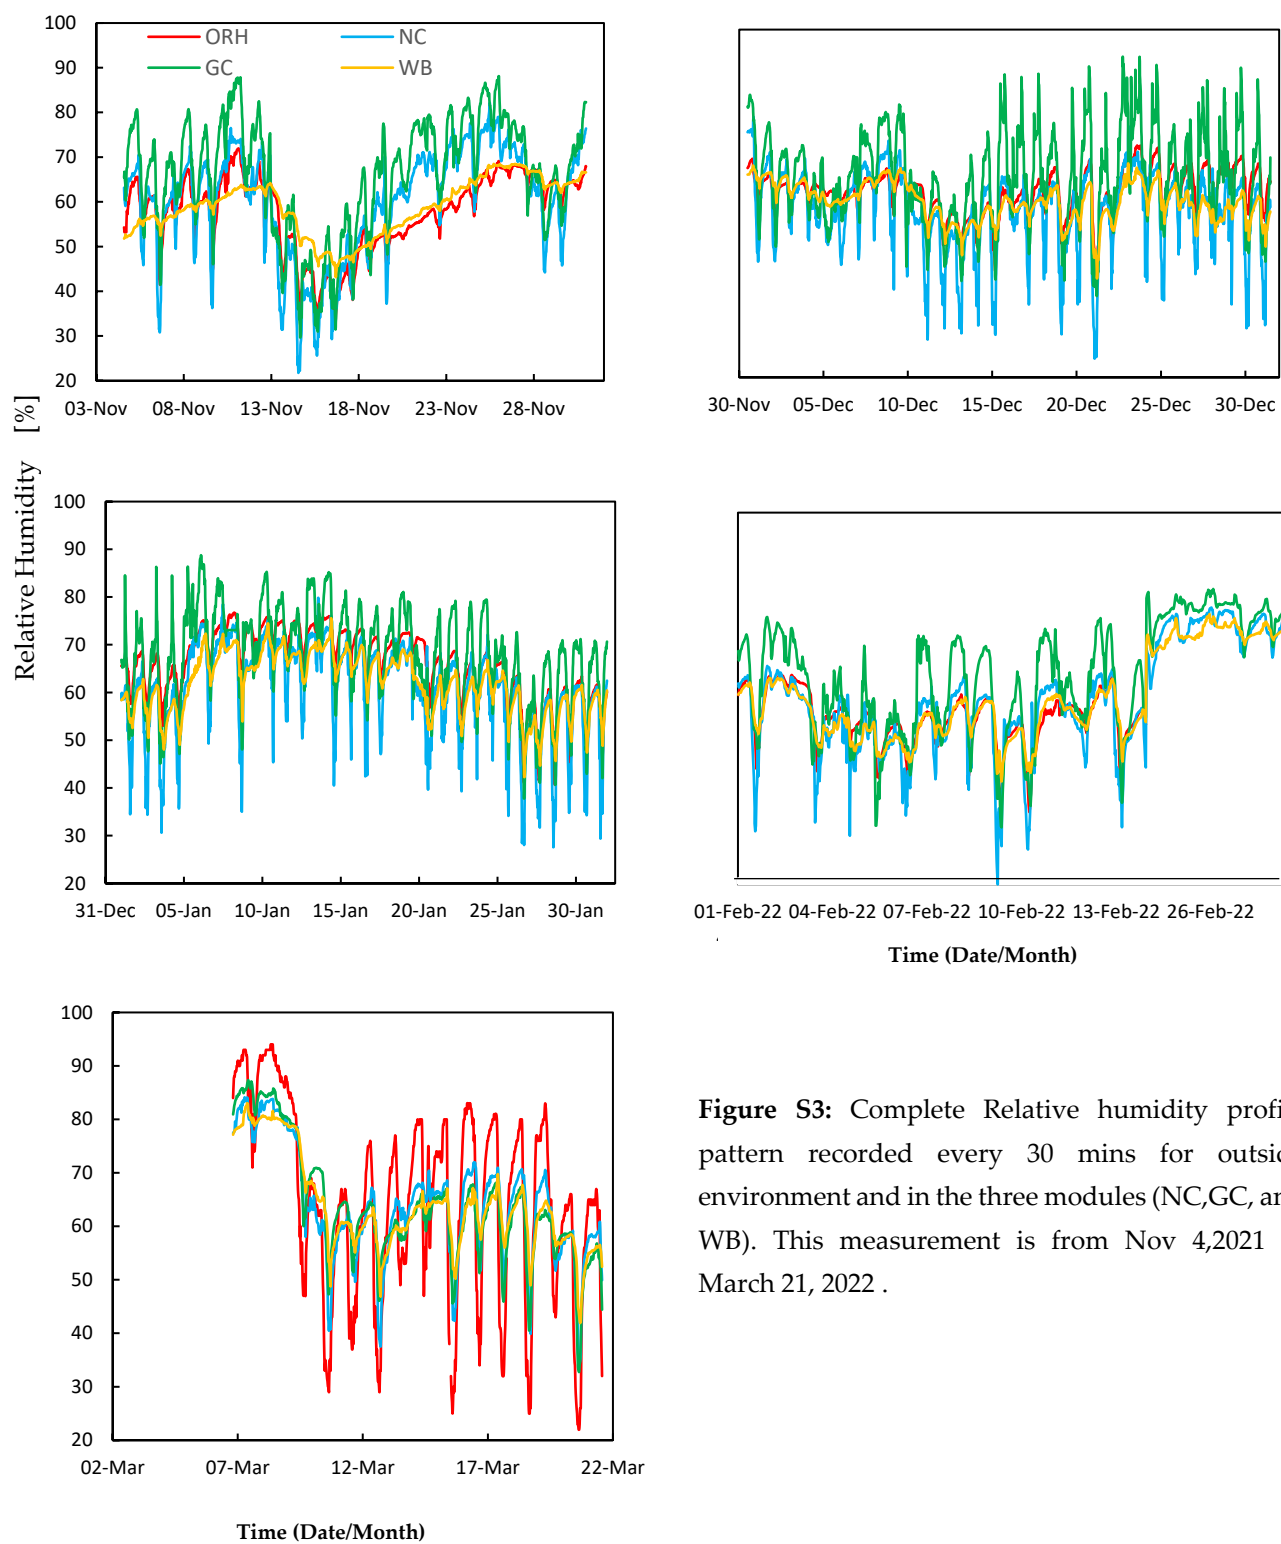 ORH NC
GC WB
100
90
80
70
60
50
40
30
20
03-Nov 08-Nov 13-Nov 18-Nov 23-Nov 28-Nov
30-Nov 05-Dec 10-Dec 15-Dec 20-Dec 25-Dec 30-Dec
Relative Humidity [%]
100
90
80
70
60
50
40
30
20
31-Dec 05-Jan 10-Jan 15-Jan 20-Jan 25-Jan 30-Jan
01-Feb-22 04-Feb-22 07-Feb-22 10-Feb-22 13-Feb-22 26-Feb-22
Time (Date/Month)
100
90
80
70
60
50
40
30
20
02-Mar 07-Mar 12-Mar 17-Mar 22-Mar
Time (Date/Month)
Figure S3: Complete Relative humidity profi
pattern recorded every 30 mins for outsid
environment and in the three modules (NC,GC, an
WB). This measurement is from Nov 4,2021
March 21, 2022 .